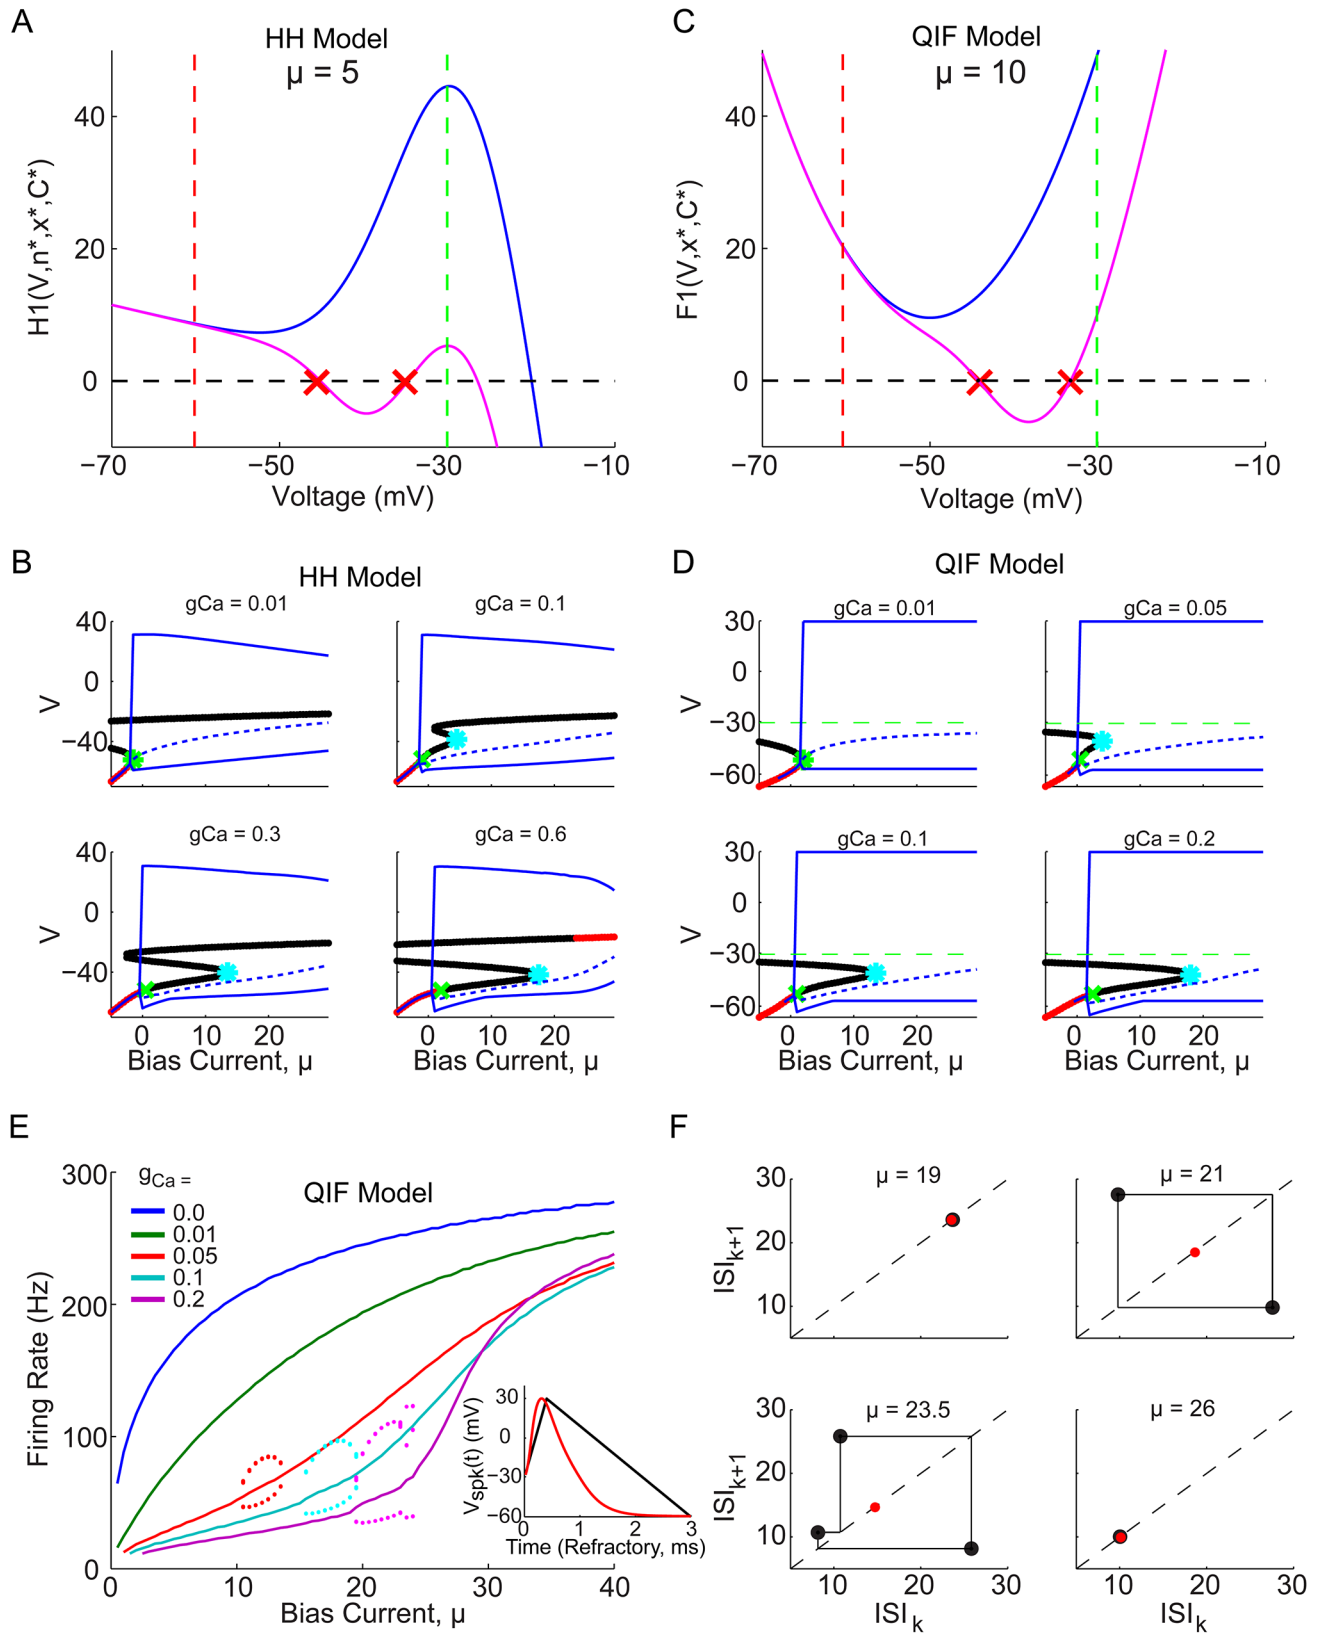 A
HH Model
μ = 5
H1(V,n*,x*,C*)
40
20
0
−70
−50
−30
−10
Voltage (mV)
C
QIF Model
μ = 10
F1(V,x*,C*)
40
20
0
−70
−50
−30
−10
Voltage (mV)
B
HH Model
gCa = 0.01
gCa = 0.1
V
40
0
−40
gCa = 0.3
gCa = 0.6
V
40
0
−40
0
10
20
0
10
20
Bias Current, μ
Bias Current, μ
D
QIF Model
gCa = 0.01
gCa = 0.05
V
30
0
−30
−60
gCa = 0.1
gCa = 0.2
V
30
0
−30
−60
0
10
20
0
10
20
Bias Current, μ
Bias Current, μ
E
QIF Model
gCa =
0.0
0.01
0.05
0.1
0.2
Firing Rate (Hz)
300
200
100
0
0
10
20
30
40
Bias Current, μ
Vspk(t) (mV)
30
0
−30
−60
0
1
2
3
Time (Refractory, ms)
F
μ = 19
μ = 21
ISIk+1
30
20
10
μ = 23.5
μ = 26
ISIk+1
30
20
10
10
20
30
10
20
30
ISIk
ISIk